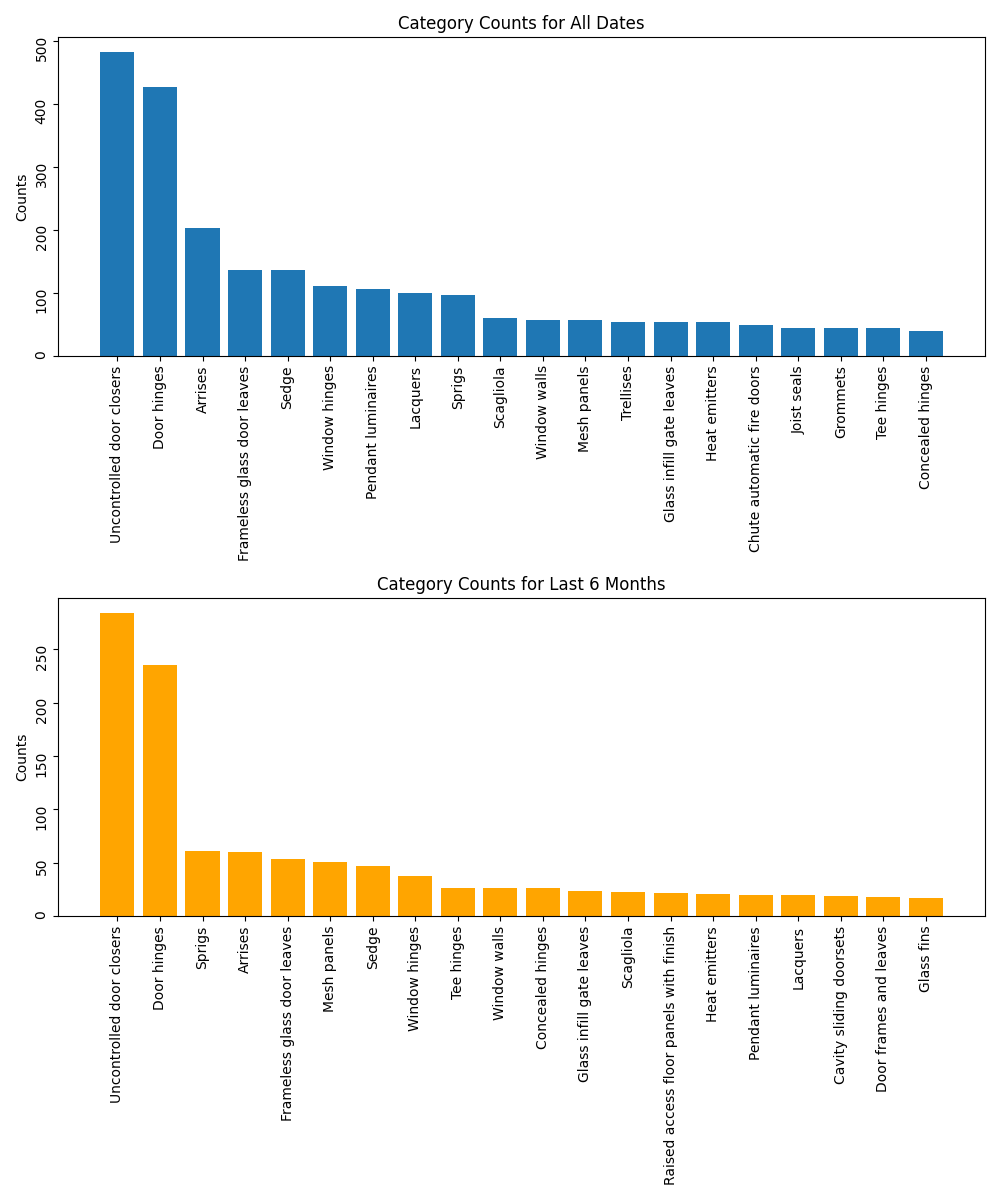 Category Counts for All Dates
500
400
300
200
100
0
Counts
Uncontrolled door closers
Door hinges
Arrises
Frameless glass door leaves
Sedge
Window hinges
Pendant luminaires
Lacquers
Sprigs
Scagliola
Window walls
Mesh panels
Trellises
Glass infill gate leaves
Heat emitters
Chute automatic fire doors
Joist seals
Grommets
Tee hinges
Concealed hinges
Category Counts for Last 6 Months
250
200
150
100
50
0
Counts
Uncontrolled door closers
Door hinges
Sprigs
Arrises
Frameless glass door leaves
Mesh panels
Sedge
Window hinges
Tee hinges
Window walls
Concealed hinges
Glass infill gate leaves
Scagliola
Raised access floor panels with finish
Heat emitters
Pendant luminaires
Lacquers
Cavity sliding doorsets
Door frames and leaves
Glass fins